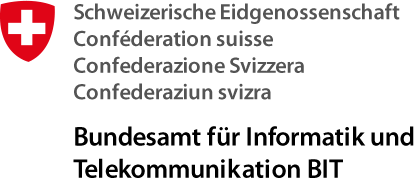 Schweizerische Eidgenossenschaft
Confédération suisse
Confederazione Svizzera
Confederaziun svizra
Bundesamt für Informatik und
Telekommunikation BIT